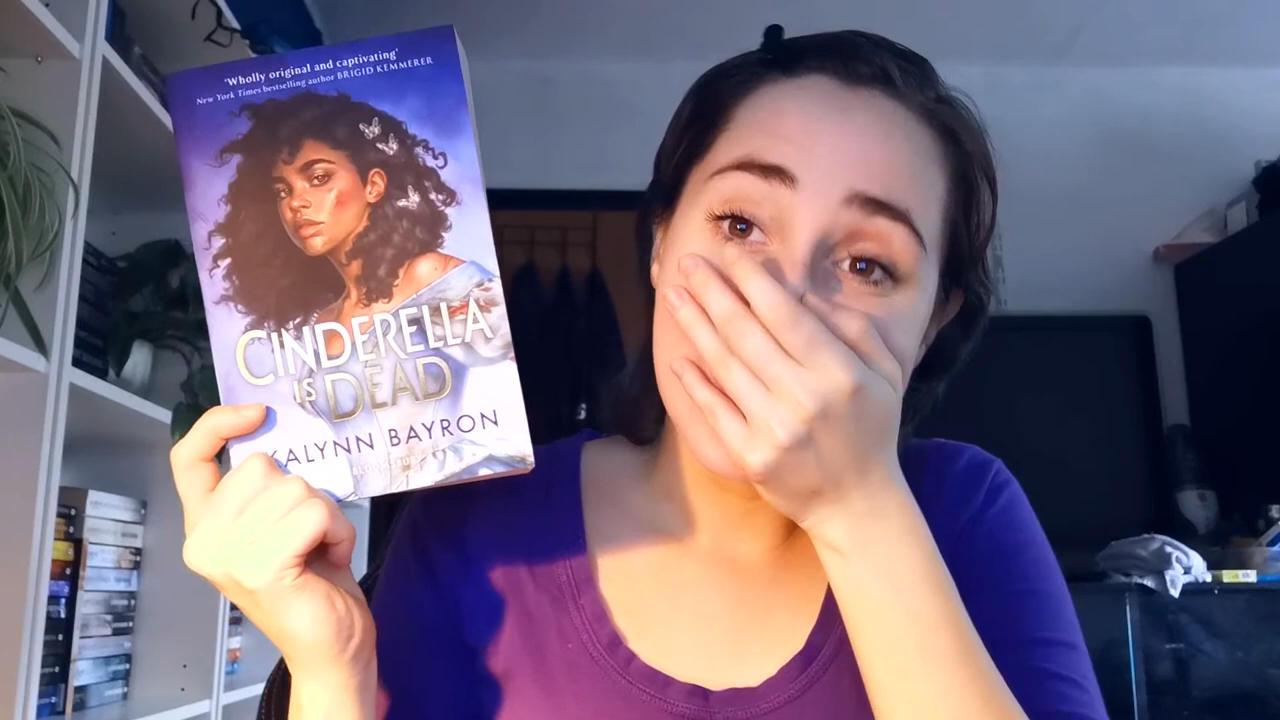 'Wholly original and captivating'
New York Times bestselling author BRIGID KEMMERER
CINDERELLA
IS DEAD
KALYNN BAYRON